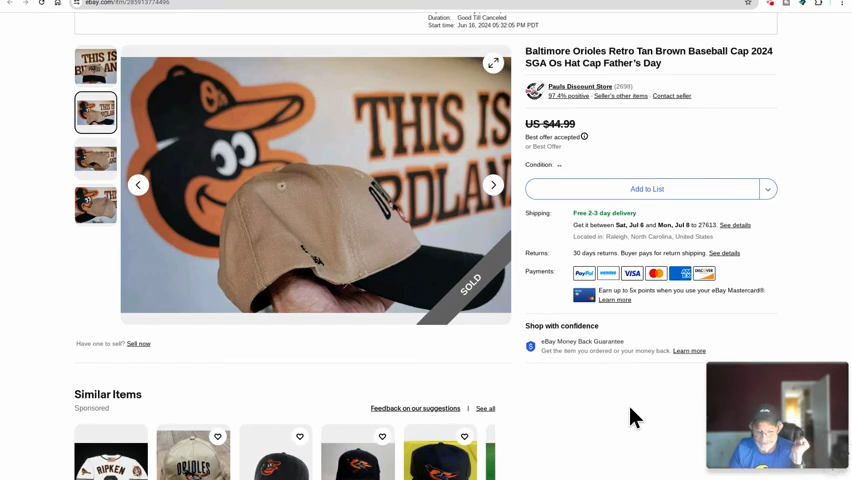 ebay.com/itm/285913774496
Duration: Good Till Canceled
Start time: Jun 16, 2024 05:32:05 PM PDT
Baltimore Orioles Retro Tan Brown Baseball Cap 2024
SGA Os Hat Cap Father's Day
Pauls Discount Store (2698)
97.4% positive · Seller's other items · Contact seller
US $44.99
Best offer accepted
or Best Offer
Condition: --
Add to List
Shipping: Free 2-3 day delivery
Get it between Sat, Jul 6 and Mon, Jul 8 to 27613. See details
Located in: Raleigh, North Carolina, United States
Returns: 30 days returns. Buyer pays for return shipping. See details
Payments: PayPal VENMO VISA DISCOVER
Earn up to 5x points when you use your eBay Mastercard®.
Learn more
Shop with confidence
eBay Money Back Guarantee
Get the item you ordered or your money back. Learn more
THIS IS
THIS IS
RDLAN
SOLD
Have one to sell? Sell now
Similar Items
Sponsored
Feedback on our suggestions | See all
RIPKEN
ORIOLES